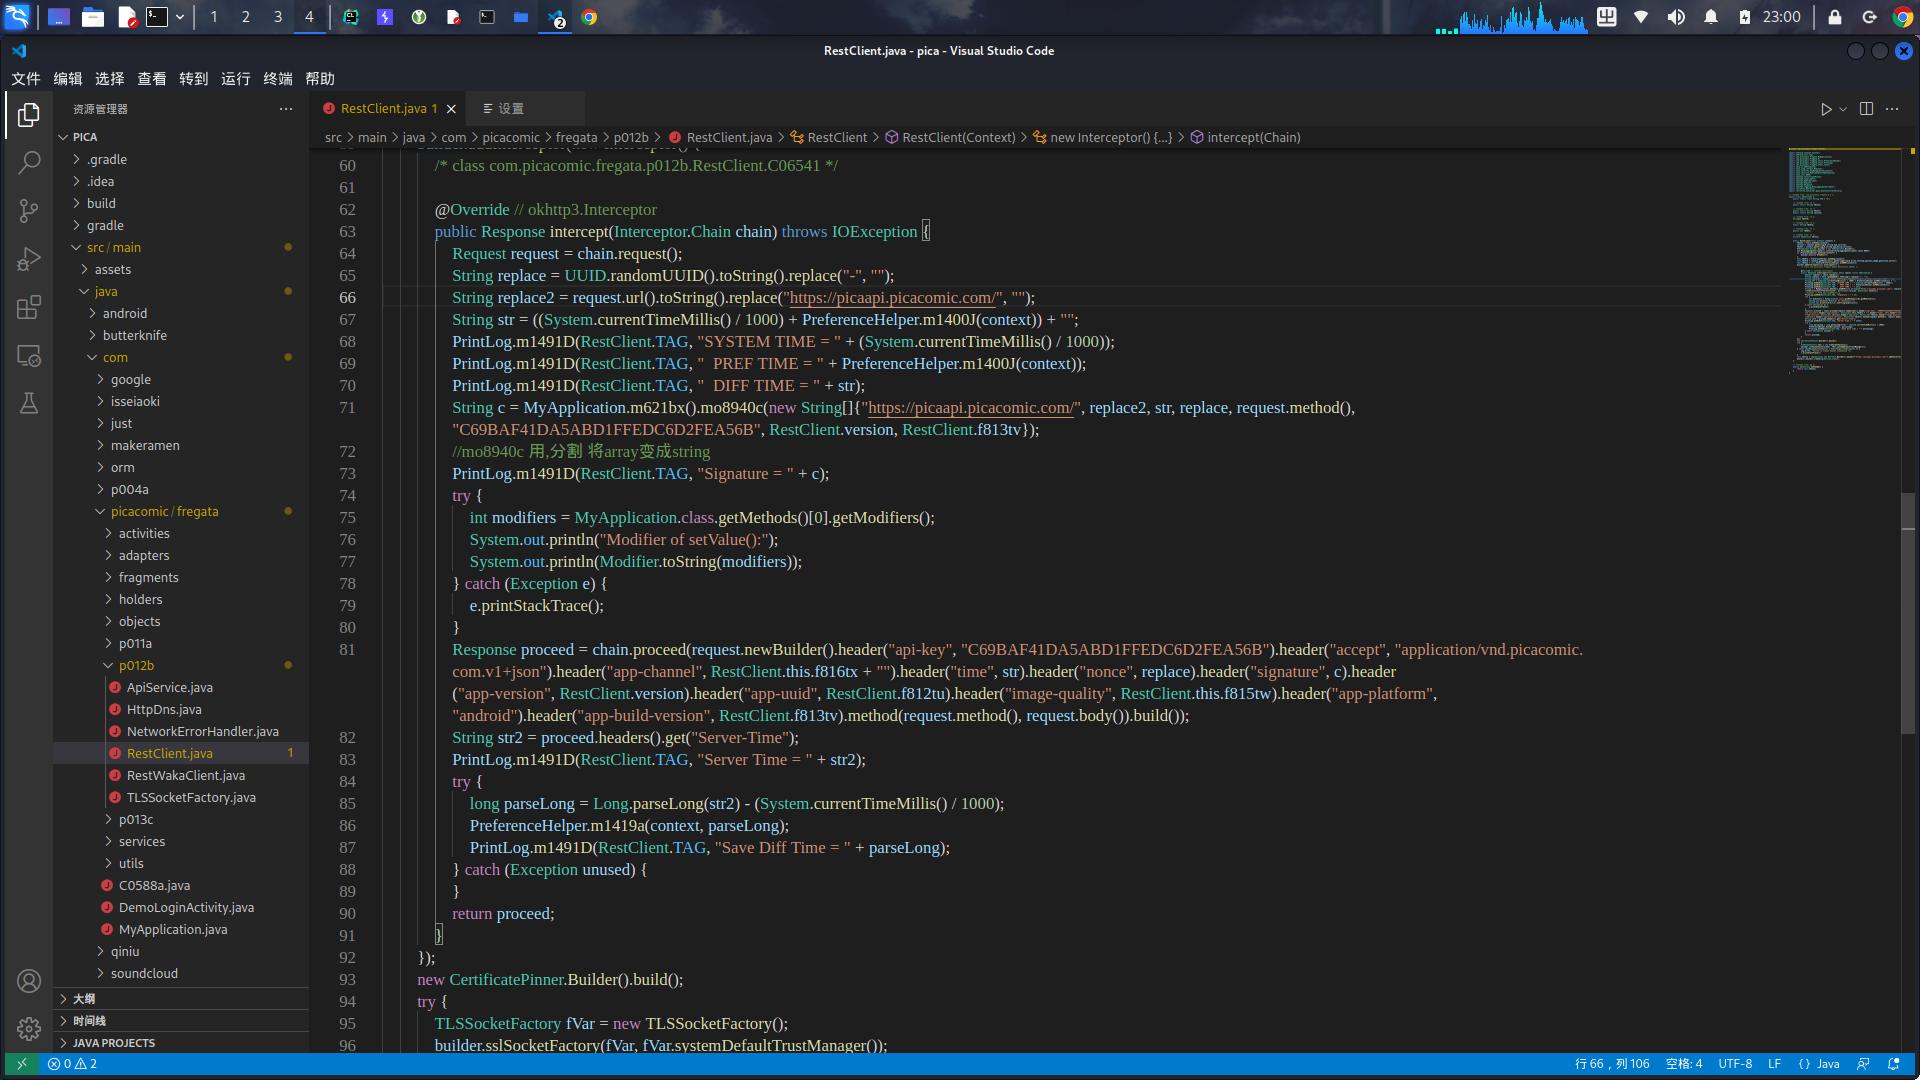 1
2
3
4
2
23:00
RestClient.java - pica - Visual Studio Code
文件 编辑 选择 查看 转到 运行 终端 帮助
资源管理器
PICA
.gradle
.idea
build
gradle
src / main
assets
java
android
butterknife
com
google
isseiaoki
just
makeramen
orm
p004a
picacomic / fregata
activities
adapters
fragments
holders
objects
p011a
p012b
ApiService.java
HttpDns.java
NetworkErrorHandler.java
RestClient.java 1
RestWakaClient.java
TLSSocketFactory.java
p013c
services
utils
C0588a.java
DemoLoginActivity.java
MyApplication.java
qiniu
soundcloud
大纲
时间线
JAVA PROJECTS
RestClient.java 1
设置
src > main > java > com > picacomic > fregata > p012b > RestClient.java > RestClient > RestClient(Context) > new Interceptor() {...} > intercept(Chain)
60 /* class com.picacomic.fregata.p012b.RestClient.C06541 */
61
62 @Override // okhttp3.Interceptor
63 public Response intercept(Interceptor.Chain chain) throws IOException {
64 Request request = chain.request();
65 String replace = UUID.randomUUID().toString().replace("-", "");
66 String replace2 = request.url().toString().replace("https://picaapi.picacomic.com/", "");
67 String str = ((System.currentTimeMillis() / 1000) + PreferenceHelper.m1400J(context)) + "";
68 PrintLog.m1491D(RestClient.TAG, "SYSTEM TIME = " + (System.currentTimeMillis() / 1000));
69 PrintLog.m1491D(RestClient.TAG, "  PREF TIME = " + PreferenceHelper.m1400J(context));
70 PrintLog.m1491D(RestClient.TAG, "  DIFF TIME = " + str);
71 String c = MyApplication.m621bx().mo8940c(new String[]{"https://picaapi.picacomic.com/", replace2, str, replace, request.method(),
"C69BAF41DA5ABD1FFEDC6D2FEA56B", RestClient.version, RestClient.f813tv});
72 //mo8940c 用,分割 将array变成string
73 PrintLog.m1491D(RestClient.TAG, "Signature = " + c);
74 try {
75 int modifiers = MyApplication.class.getMethods()[0].getModifiers();
76 System.out.println("Modifier of setValue():");
77 System.out.println(Modifier.toString(modifiers));
78 } catch (Exception e) {
79 e.printStackTrace();
80 }
81 Response proceed = chain.proceed(request.newBuilder().header("api-key", "C69BAF41DA5ABD1FFEDC6D2FEA56B").header("accept", "application/vnd.picacomic.
com.v1+json").header("app-channel", RestClient.this.f816tx + "").header("time", str).header("nonce", replace).header("signature", c).header
("app-version", RestClient.version).header("app-uuid", RestClient.f812tu).header("image-quality", RestClient.this.f815tw).header("app-platform",
"android").header("app-build-version", RestClient.f813tv).method(request.method(), request.body()).build());
82 String str2 = proceed.headers().get("Server-Time");
83 PrintLog.m1491D(RestClient.TAG, "Server Time = " + str2);
84 try {
85 long parseLong = Long.parseLong(str2) - (System.currentTimeMillis() / 1000);
86 PreferenceHelper.m1419a(context, parseLong);
87 PrintLog.m1491D(RestClient.TAG, "Save Diff Time = " + parseLong);
88 } catch (Exception unused) {
89 }
90 return proceed;
91 }
92 });
93 new CertificatePinner.Builder().build();
94 try {
95 TLSSocketFactory fVar = new TLSSocketFactory();
96 builder.sslSocketFactory(fVar, fVar.systemDefaultTrustManager());
0 2
行 66，列 106 空格: 4 UTF-8 LF {} Java